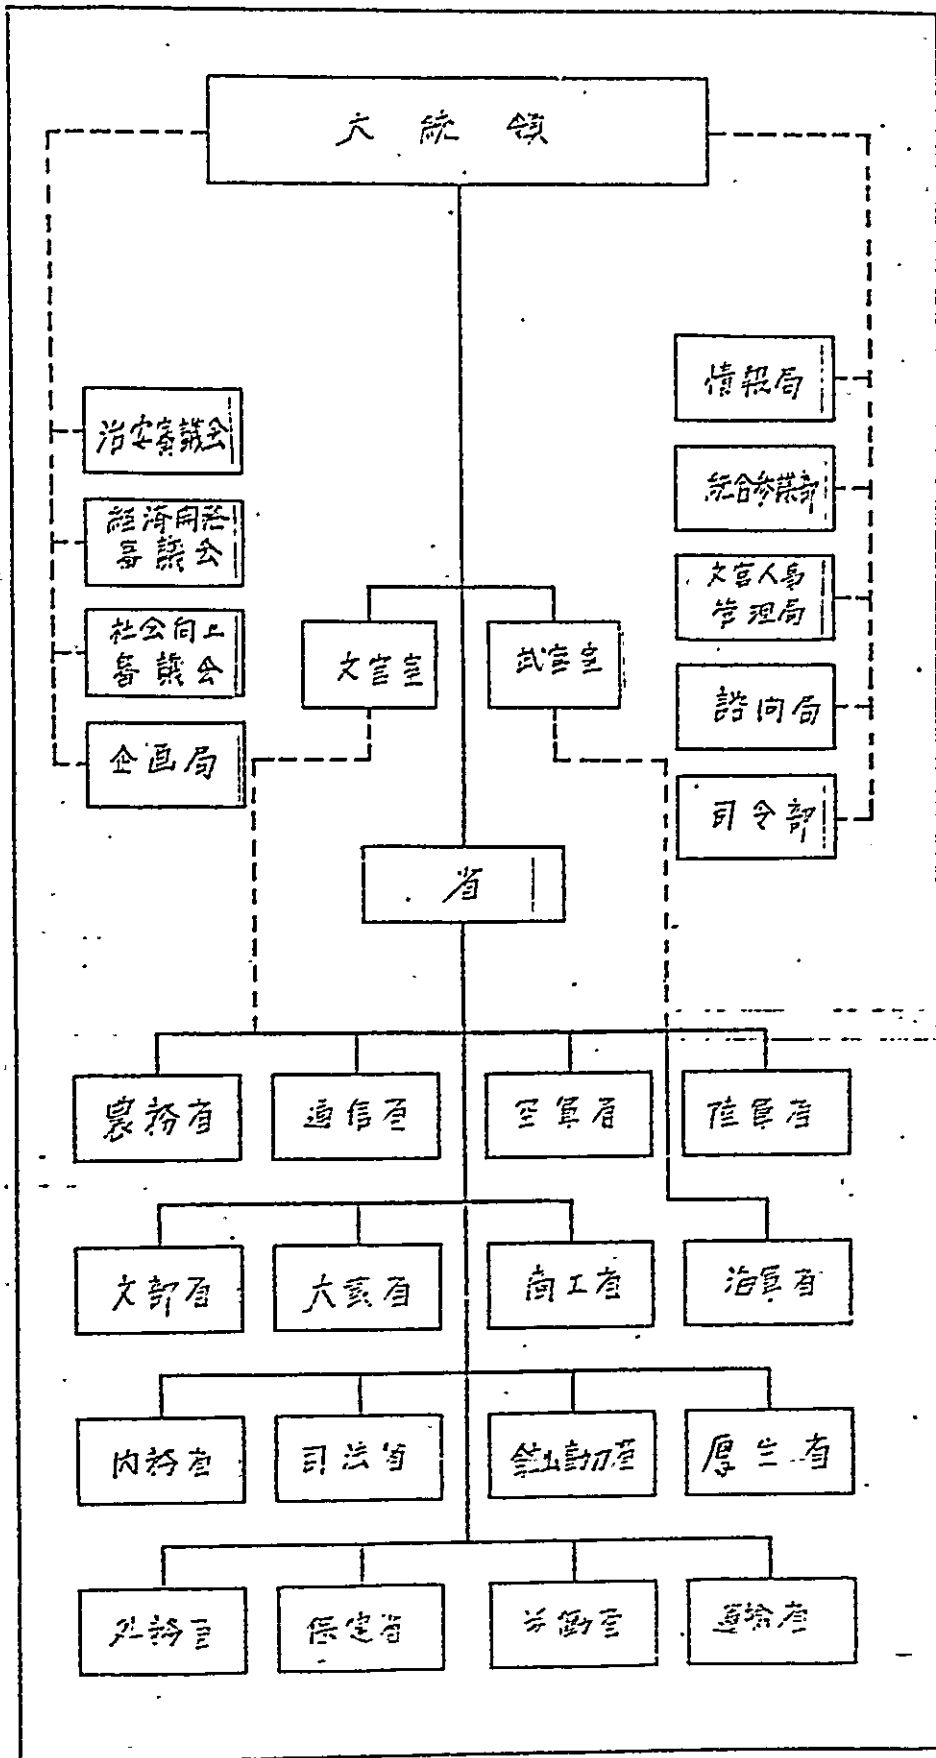 大統領
情報局
治安審議会
統合参謀部
経済開発
審議会
文官人事
管理局
社会向上
審議会
文官室
武官室
諮問局
企画局
司令部
省
農務省
通信省
空軍省
陸軍省
文部省
大蔵省
商工省
海軍省
内務省
司法省
鉱山動力省
厚生省
外務省
保健省
労働省
運輸省